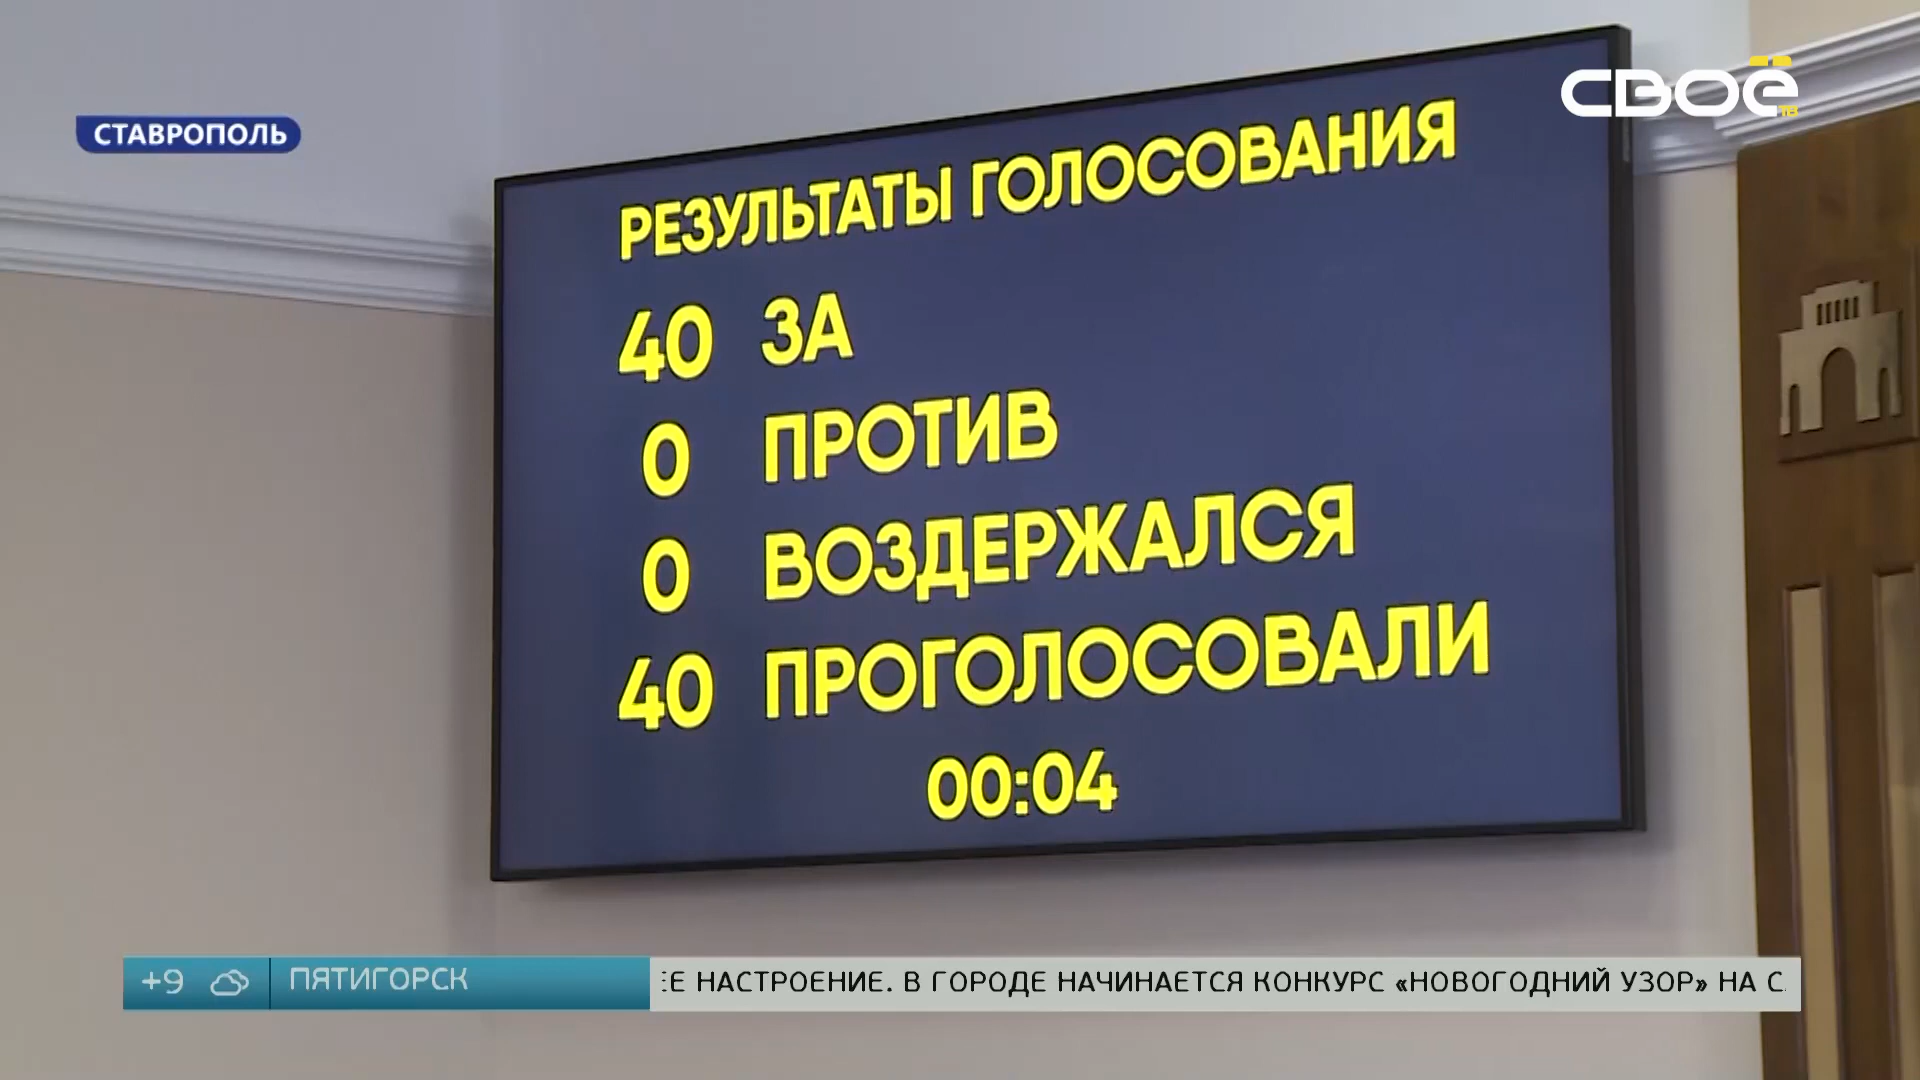 СТАВРОПОЛЬ
СВОЁ
ТВ
РЕЗУЛЬТАТЫ ГОЛОСОВАНИЯ
40 ЗА
0 ПРОТИВ
0 ВОЗДЕРЖАЛСЯ
40 ПРОГОЛОСОВАЛИ
00:04
+9 ПЯТИГОРСК
НАСТРОЕНИЕ. В ГОРОДЕ НАЧИНАЕТСЯ КОНКУРС «НОВОГОДНИЙ УЗОР» НА